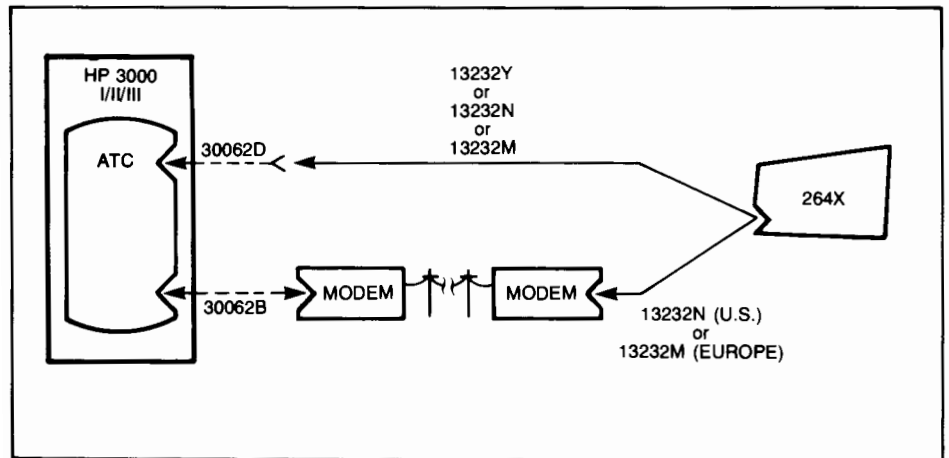 HP 3000
I/II/III
ATC
30062D
13232Y
or
13232N
or
13232M
264X
30062B
MODEM
MODEM
13232N (U.S.)
or
13232M (EUROPE)